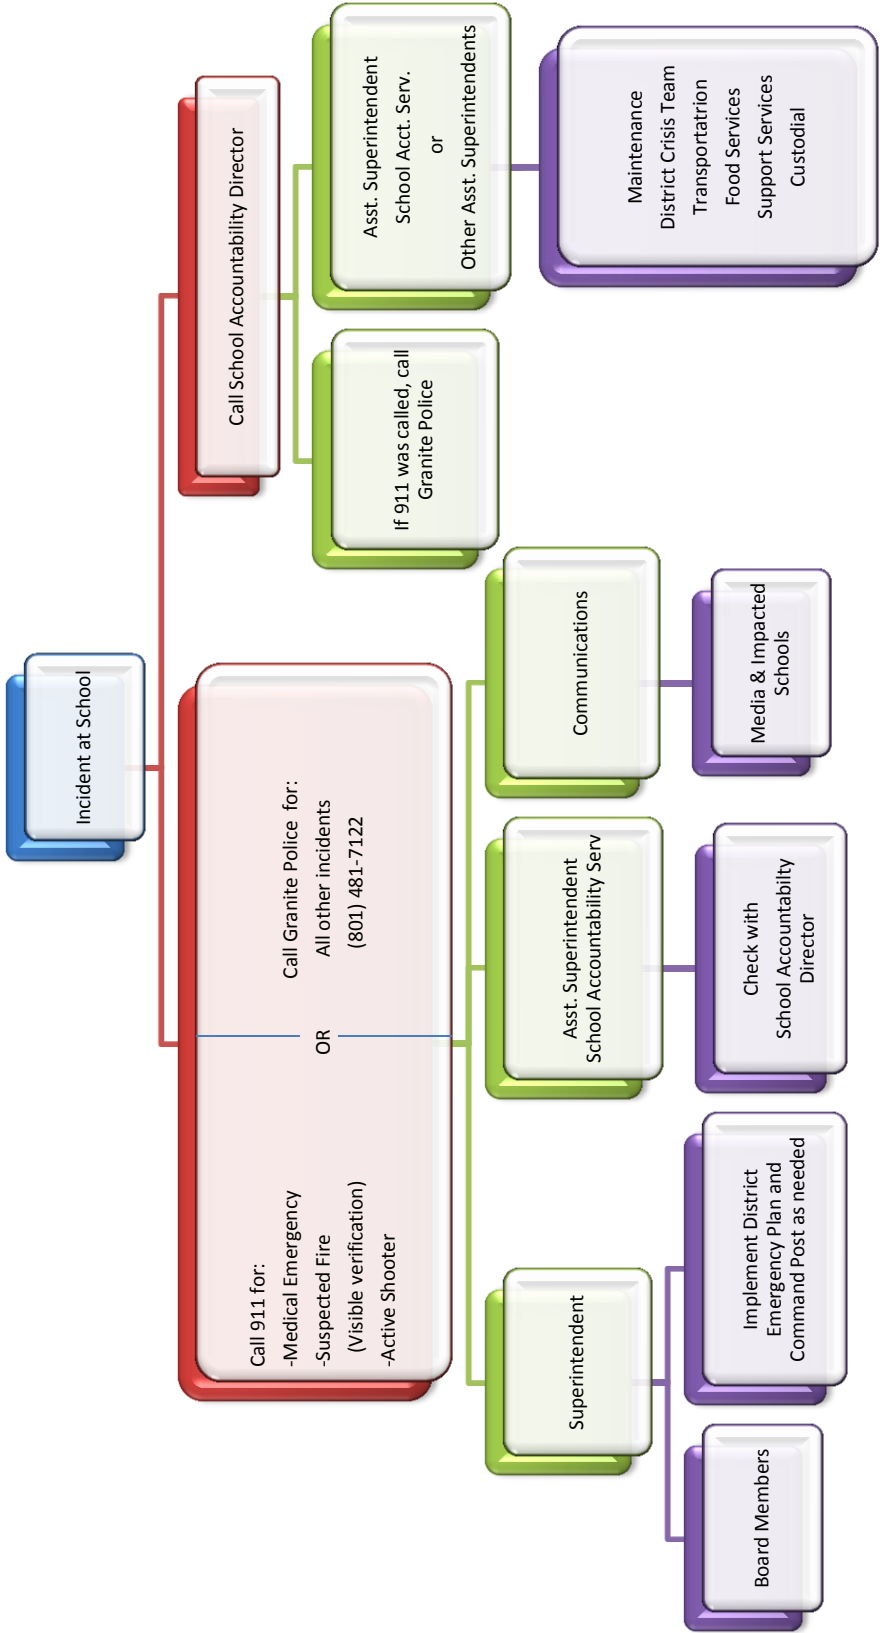 Incident at School
Call 911 for:
-Medical Emergency
-Suspected Fire
(Visible verification)
-Active Shooter
OR
Call Granite Police for:
All other incidents
(801) 481-7122
Call School Accountability Director
Superintendent
Asst. Superintendent
School Accountability Serv
Communications
If 911 was called, call
Granite Police
Asst. Superintendent
School Acct. Serv.
or
Other Asst. Superintendents
Board Members
Implement District
Emergency Plan and
Command Post as needed
Check with
School Accountabilty
Director
Media & Impacted
Schools
Maintenance
District Crisis Team
Transportatrion
Food Services
Support Services
Custodial